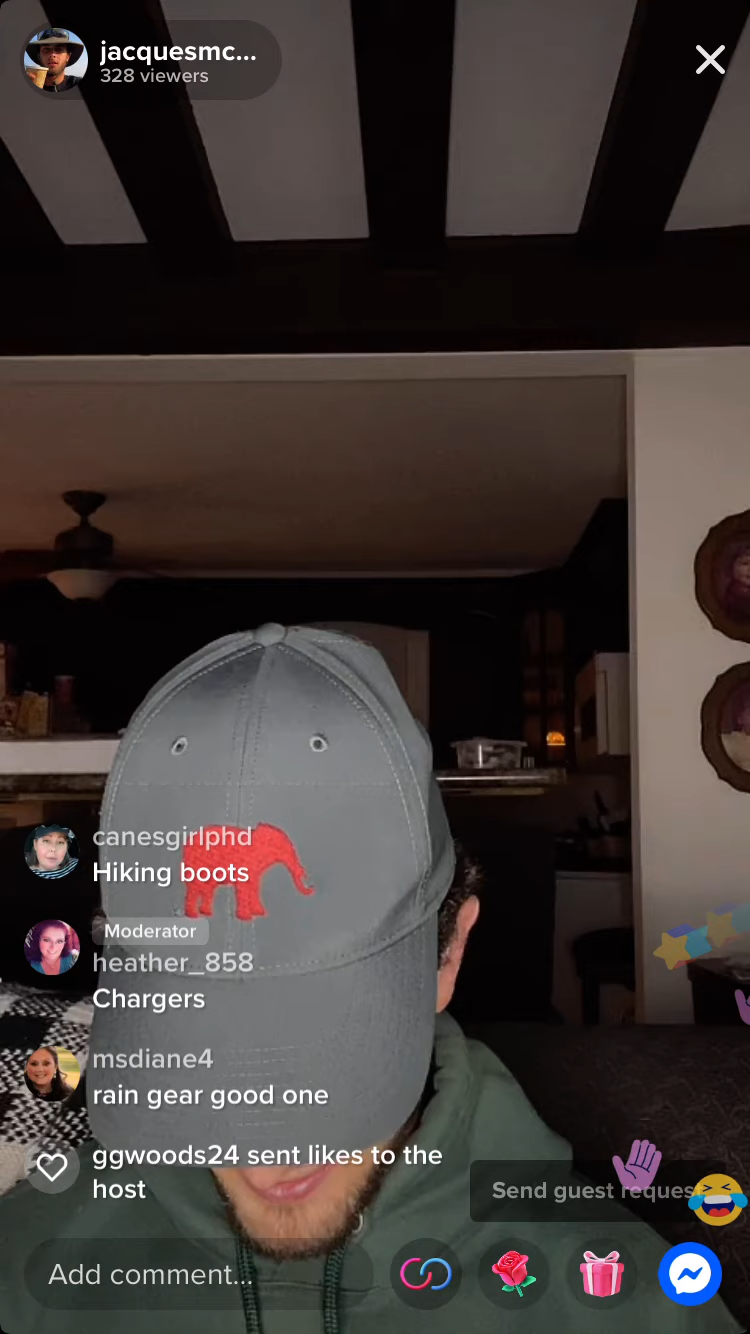 jacquesmc...
328 viewers
canesgirlphd
Hiking boots
Moderator
heather_858
Chargers
msdiane4
rain gear good one
ggwoods24 sent likes to the
host
Send guest reques
Add comment...